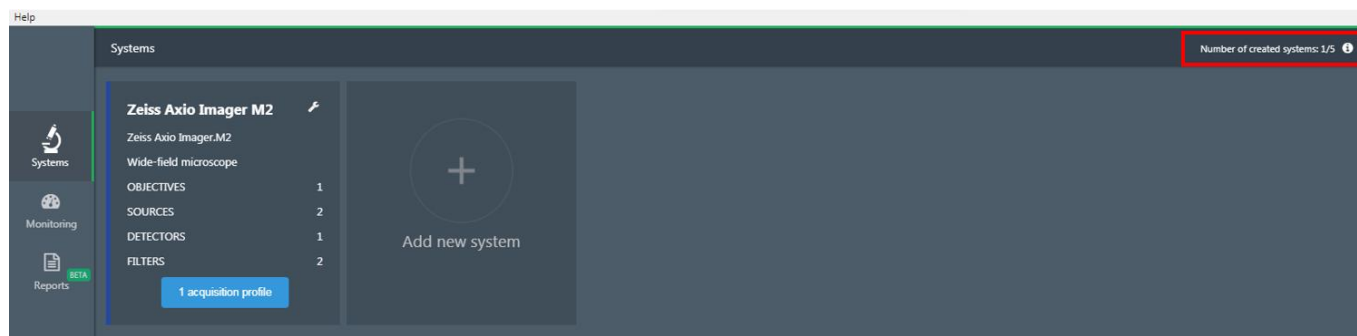 Help
Systems
Number of created systems: 1/5
Systems
Monitoring
Reports BETA
Zeiss Axio Imager M2
Zeiss Axio Imager.M2
Wide-field microscope
OBJECTIVES 1
SOURCES 2
DETECTORS 1
FILTERS 2
1 acquisition profile
Add new system